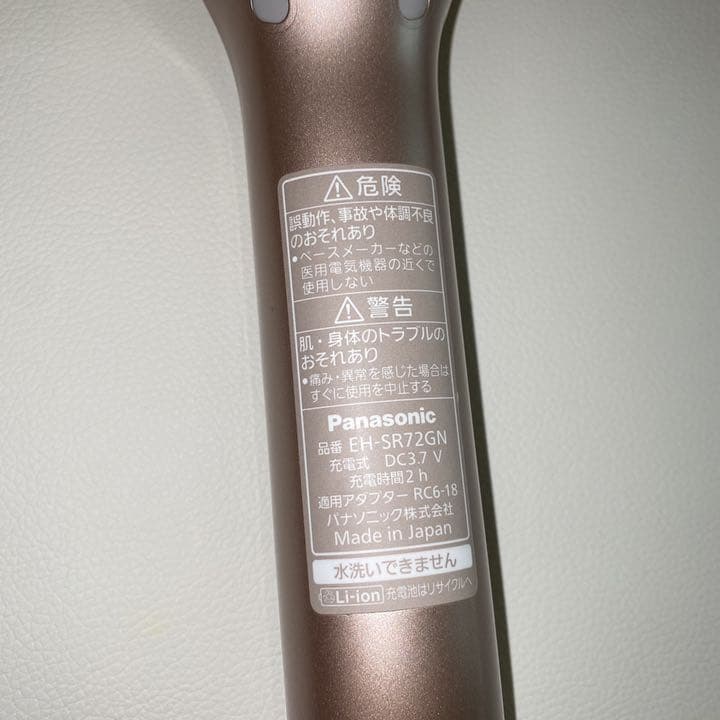 ⚠危険
誤動作、事故や体調不良
のおそれあり
•ペースメーカーなどの
医用電気機器の近くで
使用しない
⚠警告
肌・身体のトラブルの
おそれあり
•痛み・異常を感じた場合は
すぐに使用を中止する
Panasonic
品番 EH-SR72GN
充電式 DC3.7 V
充電時間2 h
適用アダプター RC6-18
パナソニック株式会社
Made in Japan
水洗いできません
Li-ion 充電池はリサイクルへ